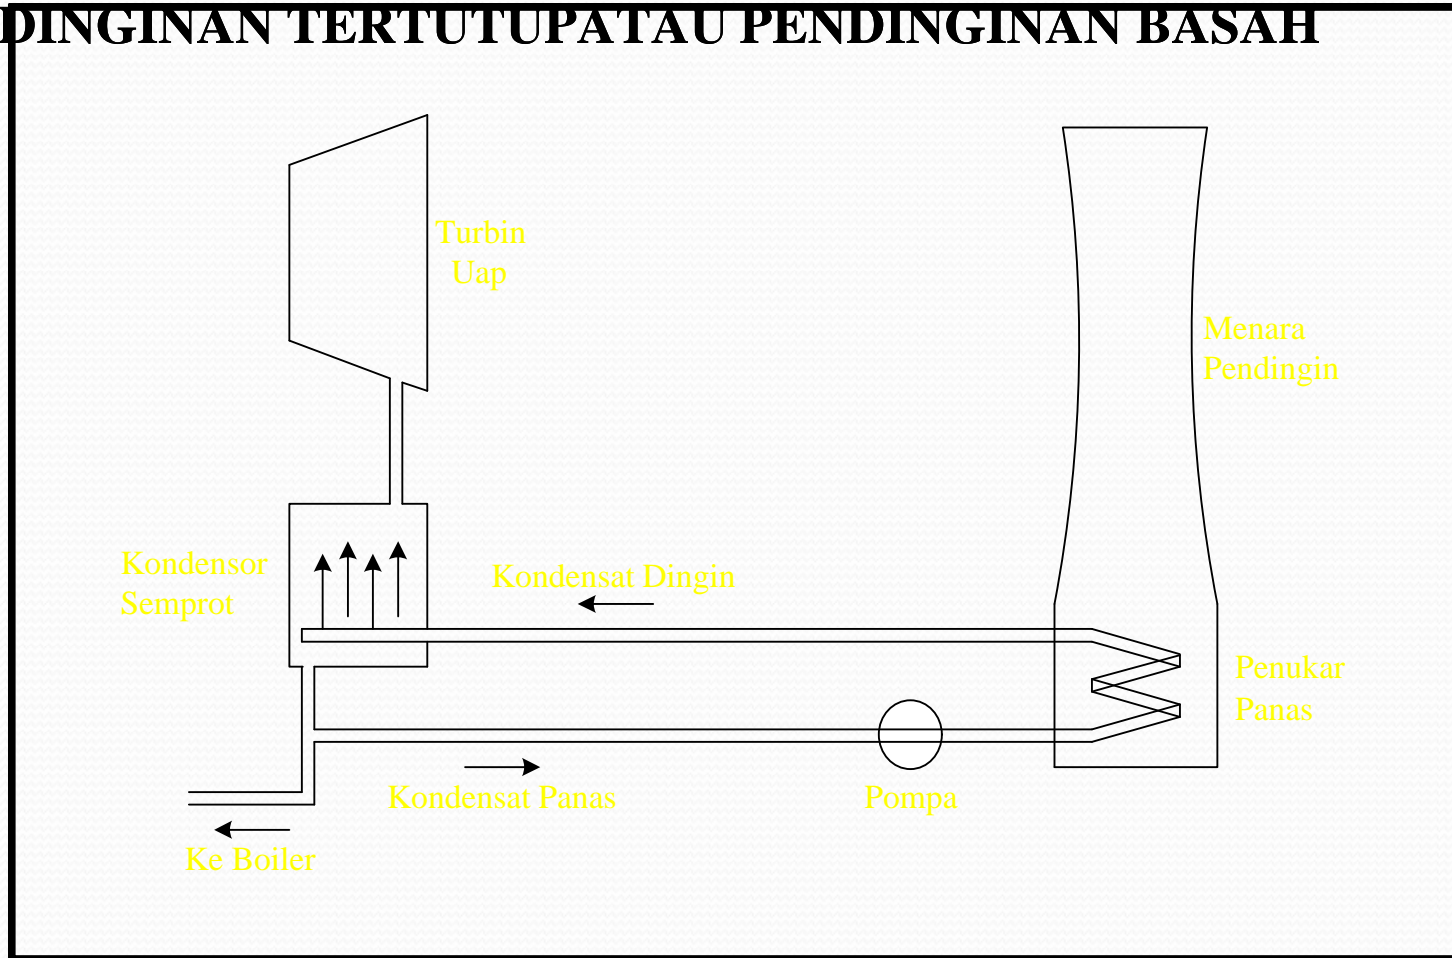 DINGINAN TERTUTUPATAU PENDINGINAN BASAH
Turbin
Uap
Menara
Pendingin
Kondensor
Semprot
Kondensat Dingin
Penukar
Panas
Kondensat Panas
Pompa
Ke Boiler